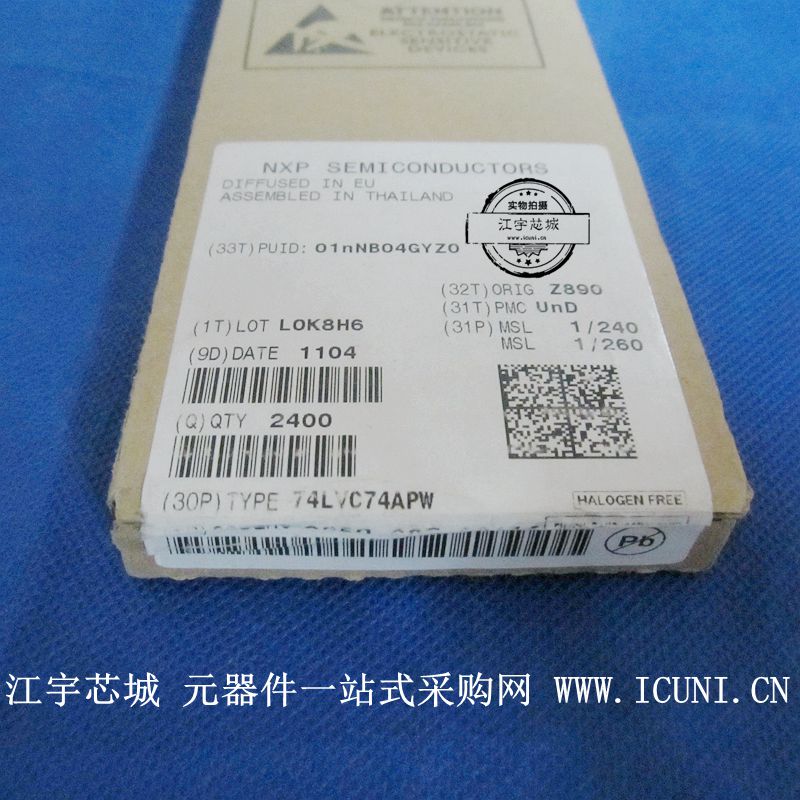 ATTENTION
ELECTROSTATIC
SENSITIVE
DEVICES
NXP SEMICONDUCTORS
DIFFUSED IN EU
ASSEMBLED IN THAILAND
实物拍摄
江宇芯城
www.icuni.cn
(33T)PUID: 01nNB04GYZ0
(32T)ORIG Z890
(31T)PMC UnD
(1T)LOT L0K8H6
(31P)MSL 1/240
(9D)DATE 1104
MSL 1/260
(Q)QTY 2400
(30P)TYPE 74LVC74APW
HALOGEN FREE
Pb
江宇芯城 元器件一站式采购网 WWW.ICUNI.CN